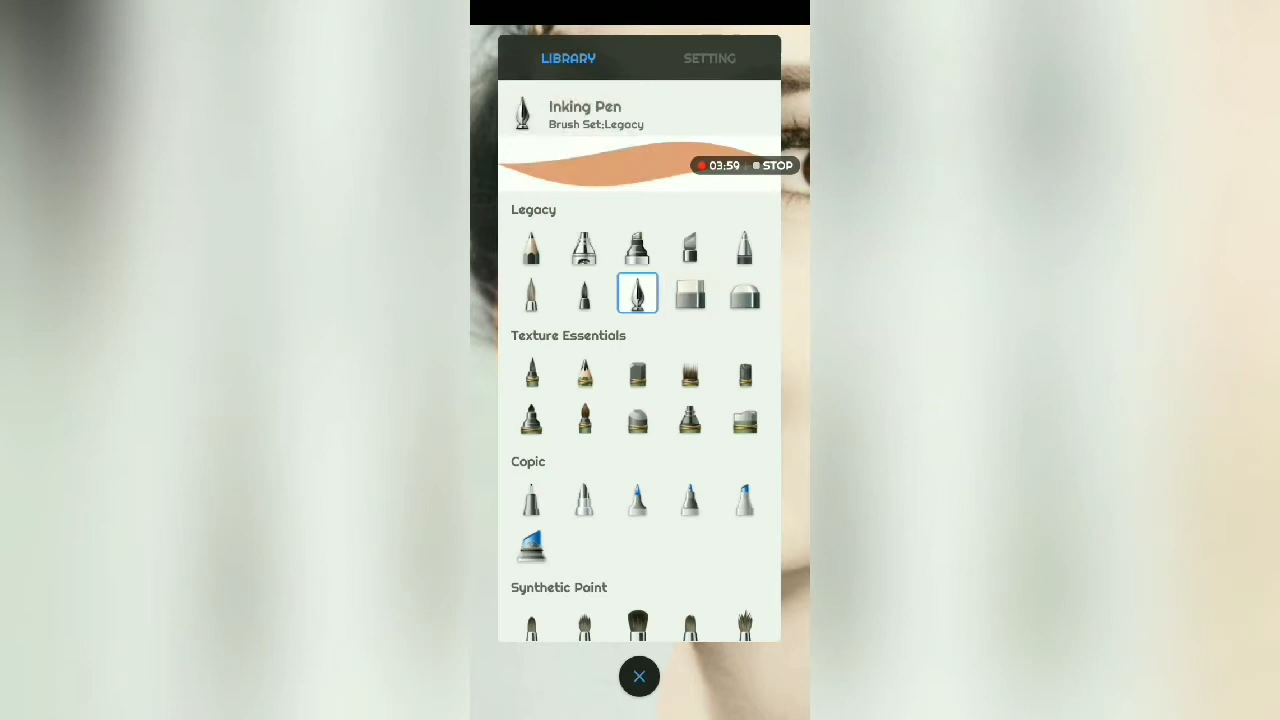 LIBRARY SETTING
Inking Pen
Brush Set:Legacy
03:59 STOP
Legacy
Texture Essentials
Copic
Synthetic Paint